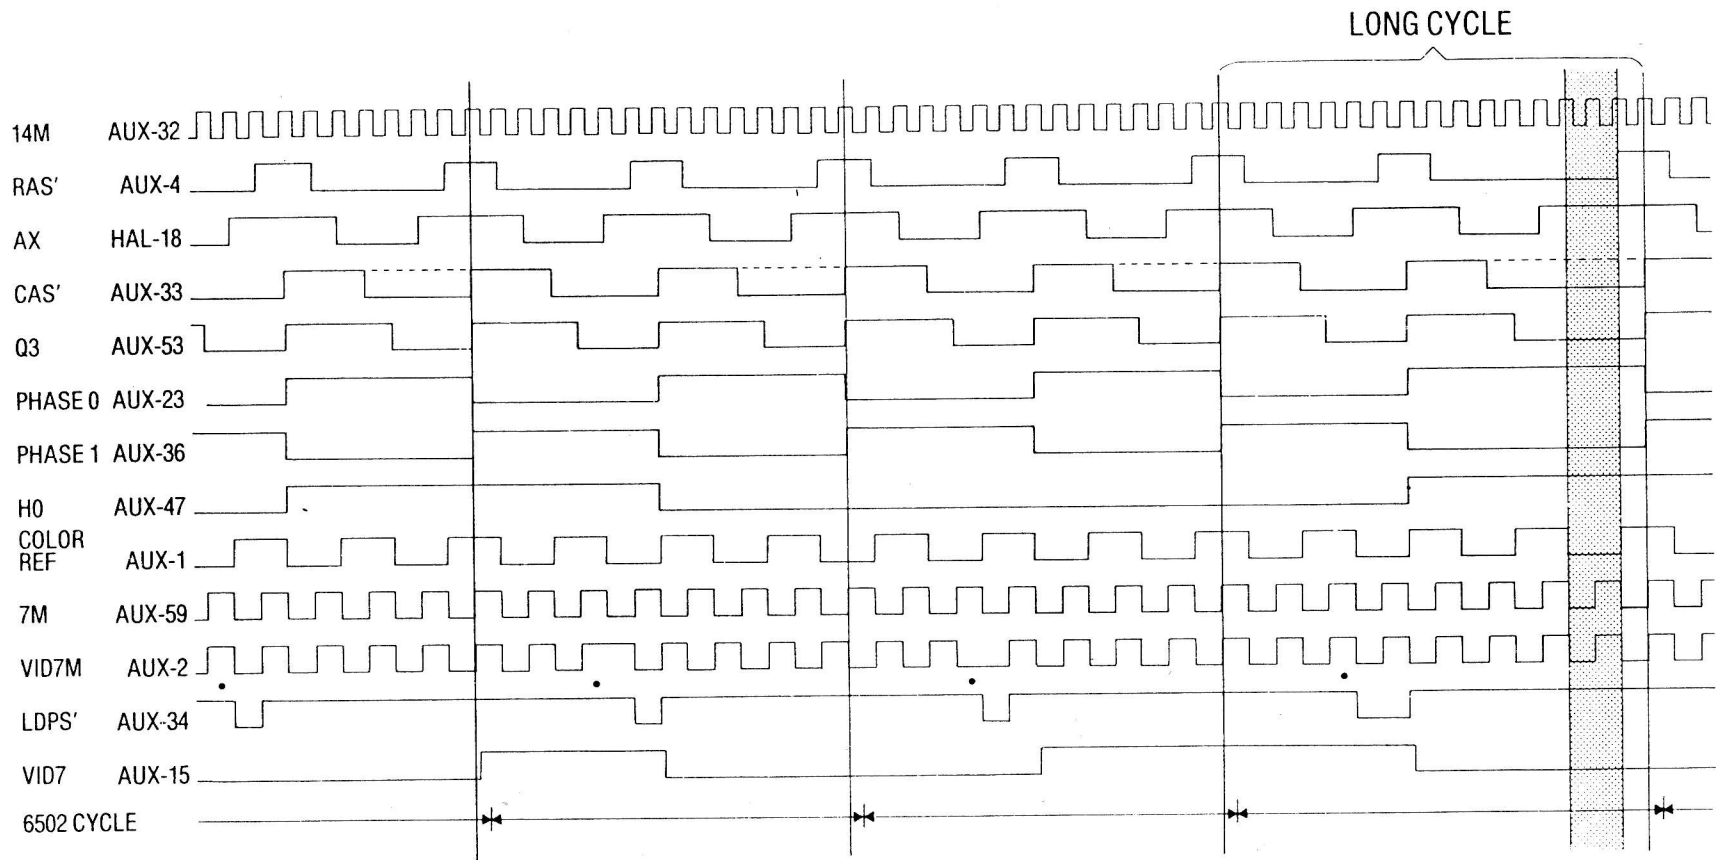 LONG CYCLE
14M AUX-32
RAS' AUX-4
AX HAL-18
CAS' AUX-33
Q3 AUX-53
PHASE 0 AUX-23
PHASE 1 AUX-36
H0 AUX-47
COLOR
REF AUX-1
7M AUX-59
VID7M AUX-2
LDPS' AUX-34
VID7 AUX-15
6502 CYCLE